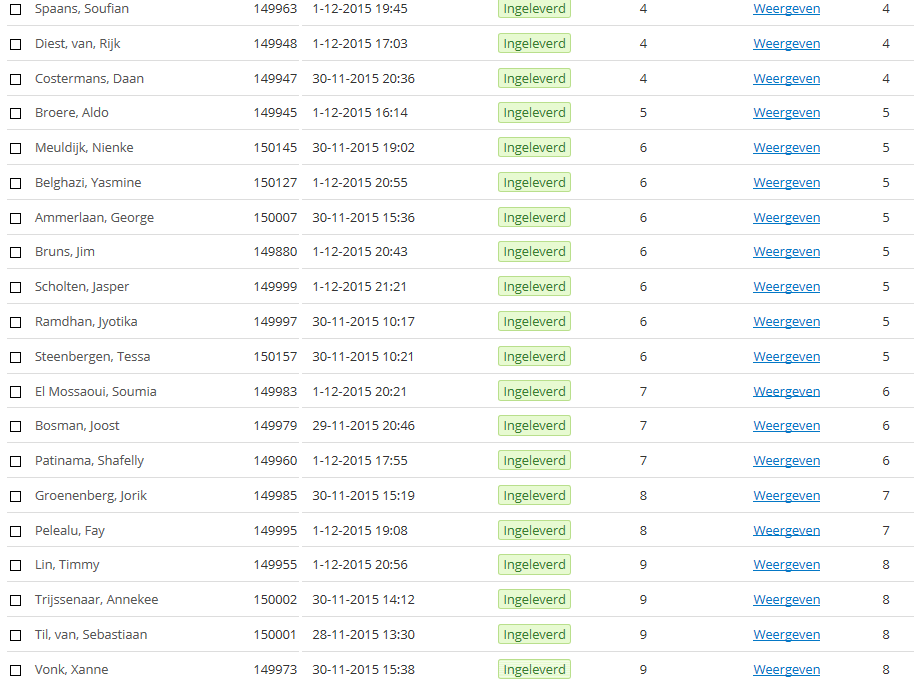 Spaans, Soufian 149963 1-12-2015 19:45 Ingeleverd 4 Weergeven 4
Diest, van, Rijk 149948 1-12-2015 17:03 Ingeleverd 4 Weergeven 4
Costermans, Daan 149947 30-11-2015 20:36 Ingeleverd 4 Weergeven 4
Broere, Aldo 149945 1-12-2015 16:14 Ingeleverd 5 Weergeven 5
Meuldijk, Nienke 150145 30-11-2015 19:02 Ingeleverd 6 Weergeven 5
Belghazi, Yasmine 150127 1-12-2015 20:55 Ingeleverd 6 Weergeven 5
Ammerlaan, George 150007 30-11-2015 15:36 Ingeleverd 6 Weergeven 5
Bruns, Jim 149880 1-12-2015 20:43 Ingeleverd 6 Weergeven 5
Scholten, Jasper 149999 1-12-2015 21:21 Ingeleverd 6 Weergeven 5
Ramdhan, Jyotika 149997 30-11-2015 10:17 Ingeleverd 6 Weergeven 5
Steenbergen, Tessa 150157 30-11-2015 10:21 Ingeleverd 6 Weergeven 5
El Mossaoui, Soumia 149983 1-12-2015 20:21 Ingeleverd 7 Weergeven 6
Bosman, Joost 149979 29-11-2015 20:46 Ingeleverd 7 Weergeven 6
Patinama, Shafelly 149960 1-12-2015 17:55 Ingeleverd 7 Weergeven 6
Groenenberg, Jorik 149985 30-11-2015 15:19 Ingeleverd 8 Weergeven 7
Pelealu, Fay 149995 1-12-2015 19:08 Ingeleverd 8 Weergeven 7
Lin, Timmy 149955 1-12-2015 20:56 Ingeleverd 9 Weergeven 8
Trijssenaar, Annekee 150002 30-11-2015 14:12 Ingeleverd 9 Weergeven 8
Til, van, Sebastiaan 150001 28-11-2015 13:30 Ingeleverd 9 Weergeven 8
Vonk, Xanne 149973 30-11-2015 15:38 Ingeleverd 9 Weergeven 8